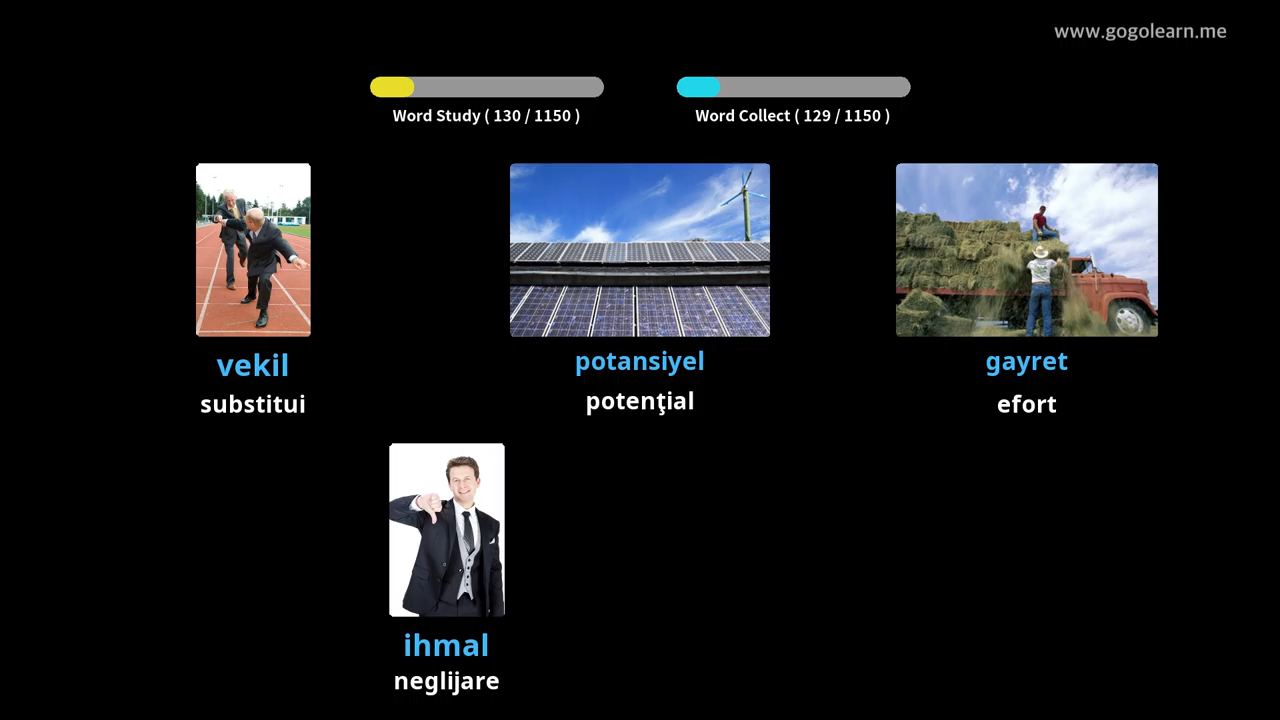 www.gogolearn.me
Word Study ( 130 / 1150 )
Word Collect ( 129 / 1150 )
vekil
substitui
potansiyel
potenţial
gayret
efort
ihmal
neglijare